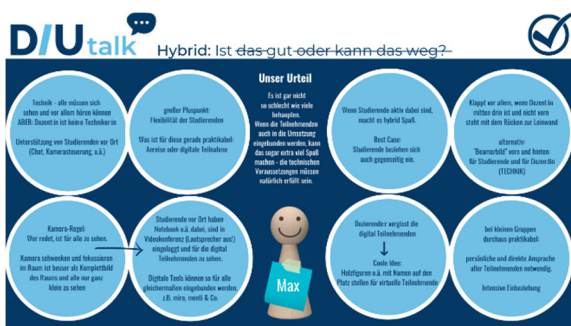 D/U talk
Hybrid: Ist das gut oder kann das weg?
Technik - alle müssen sich
sehen und vor allem hören können
ABER: Dozent:in ist kein:e Techniker:in
Unterstützung von Studierenden vor Ort
(Chat, Kamerasteuerung, u.ä.)
großer Pluspunkt:
Flexibilität der Studierenden
Was ist für diese gerade praktikabel:
Anreise oder digitale Teilnahme
Unser Urteil
Es ist gar nicht
so schlecht wie viele
behaupten.
Wenn die Teilnehmenden
auch in die Umsetzung
eingebunden werden, kann
das sogar extra viel Spaß
machen - die technischen
Voraussetzungen müssen
natürlich erfüllt sein.
Wenn Studierende aktiv dabei sind,
macht es hybrid Spaß.
Best Case:
Studierende beziehen sich
auch gegenseitig ein.
Klappt vor allem, wenn Dozent:in
mitten drin ist und nicht vorn
steht mit dem Rücken zur Leinwand
alternativ:
"Beamerbild" vorn und hinten:
für Studierende und für Dozent:in
(TECHNIK)
Kamera-Regel:
Wer redet, ist für alle zu sehen.
Kamera schwenken und fokussieren
im Raum ist besser als Komplettbild
des Raums und alle nur ganz
klein zu sehen
Studierende vor Ort haben
Notebook o.ä. dabei, sind in
Videokonferenz (Lautsprecher aus!)
eingeloggt und für die digital
Teilnehmenden zu sehen.
Digitale Tools können so für alle
gleichermaßen eingebunden werden.
z.B. miro, menti & Co.
Max
Dozierende:r vergisst die
digital Teilnehmenden
Coole Idee:
Holzfiguren o.ä. mit Namen auf den
Platz stellen für virtuelle Teilnehmende
bei kleinen Gruppen
durchaus praktikabel:
persönliche und direkte Ansprache
aller Teilnehmenden notwendig.
Intensive Einbeziehung